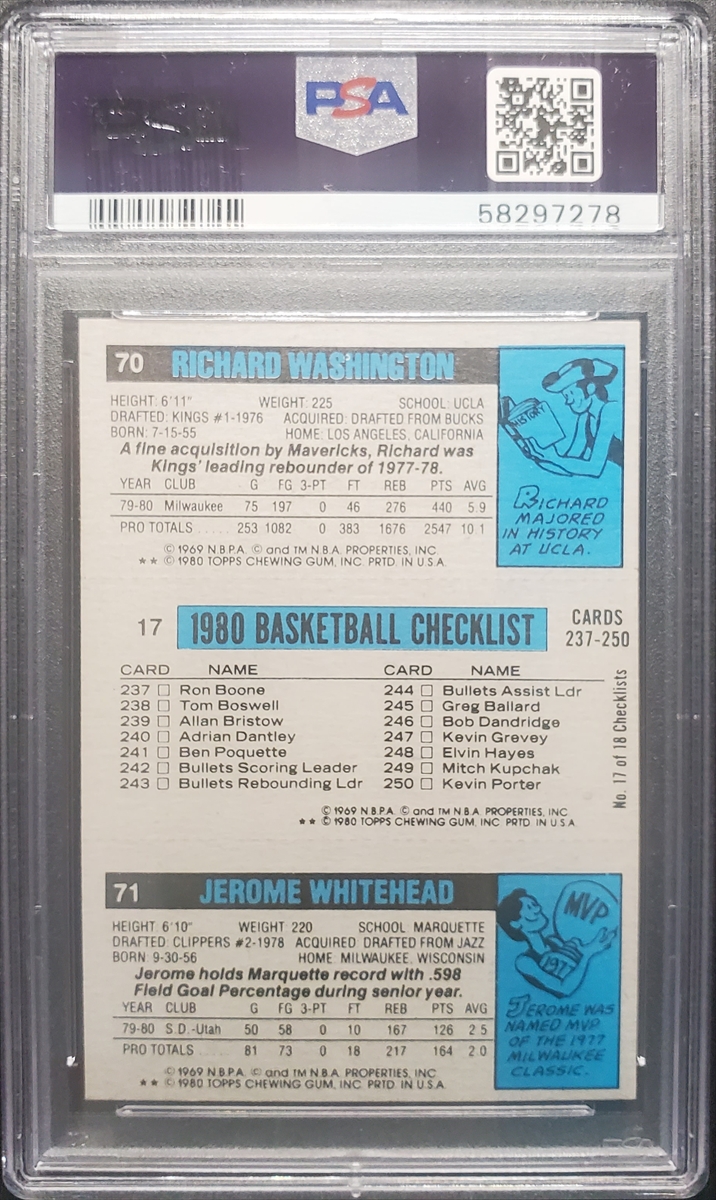 PSA
58297278
70 RICHARD WASHINGTON
HEIGHT: 6'11" WEIGHT: 225 SCHOOL: UCLA
DRAFTED: KINGS #1-1976 ACQUIRED: DRAFTED FROM BUCKS
BORN: 7-15-55 HOME: LOS ANGELES, CALIFORNIA
A fine acquisition by Mavericks, Richard was
Kings' leading rebounder of 1977-78.
YEAR CLUB G FG 3-PT FT REB PTS AVG
79-80 Milwaukee 75 197 0 46 276 440 5.9
PRO TOTALS ..... 253 1082 0 383 1676 2547 10.1
© 1969 N.B.P.A. © and TM N.B.A. PROPERTIES, INC.
** © 1980 TOPPS CHEWING GUM, INC. PRTD. IN U.S.A.
HISTORY
RICHARD
MAJORED
IN HISTORY
AT UCLA.
17 1980 BASKETBALL CHECKLIST CARDS
237-250
CARD NAME CARD NAME
237 Ron Boone 244 Bullets Assist Ldr
238 Tom Boswell 245 Greg Ballard
239 Allan Bristow 246 Bob Dandridge
240 Adrian Dantley 247 Kevin Grevey
241 Ben Poquette 248 Elvin Hayes
242 Bullets Scoring Leader 249 Mitch Kupchak
243 Bullets Rebounding Ldr 250 Kevin Porter
No. 17 of 18 Checklists
© 1969 N.B.P.A. © and TM N.B.A. PROPERTIES, INC.
** © 1980 TOPPS CHEWING GUM, INC. PRTD. IN U.S.A.
71 JEROME WHITEHEAD
HEIGHT: 6'10" WEIGHT: 220 SCHOOL: MARQUETTE
DRAFTED: CLIPPERS #2-1978 ACQUIRED: DRAFTED FROM JAZZ
BORN: 9-30-56 HOME: MILWAUKEE, WISCONSIN
Jerome holds Marquette record with .598
Field Goal Percentage during senior year.
YEAR CLUB G FG 3-PT FT REB PTS AVG
79-80 S.D.-Utah 50 58 0 10 167 126 2.5
PRO TOTALS ..... 81 73 0 18 217 164 2.0
© 1969 N.B.P.A. © and TM N.B.A. PROPERTIES, INC.
** © 1980 TOPPS CHEWING GUM, INC. PRTD. IN U.S.A.
MVP
1977
JEROME WAS
NAMED MVP
OF THE 1977
MILWAUKEE
CLASSIC.